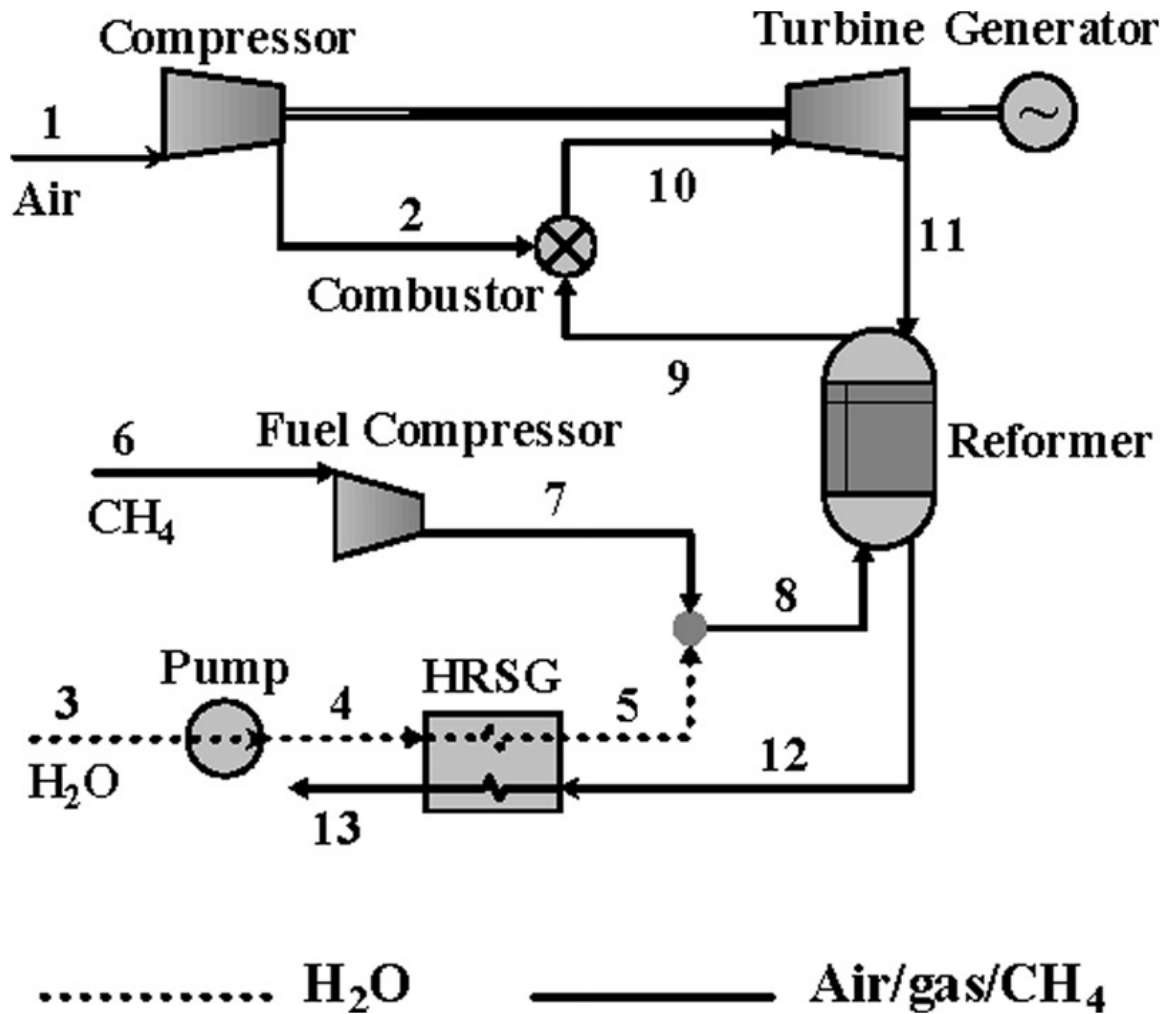 Compressor
Turbine Generator
1
Air
2
10
11
Combustor
9
6
Fuel Compressor
Reformer
CH₄
7
8
Pump
HRSG
3
4
5
H₂O
12
13
H₂O
Air/gas/CH₄
~